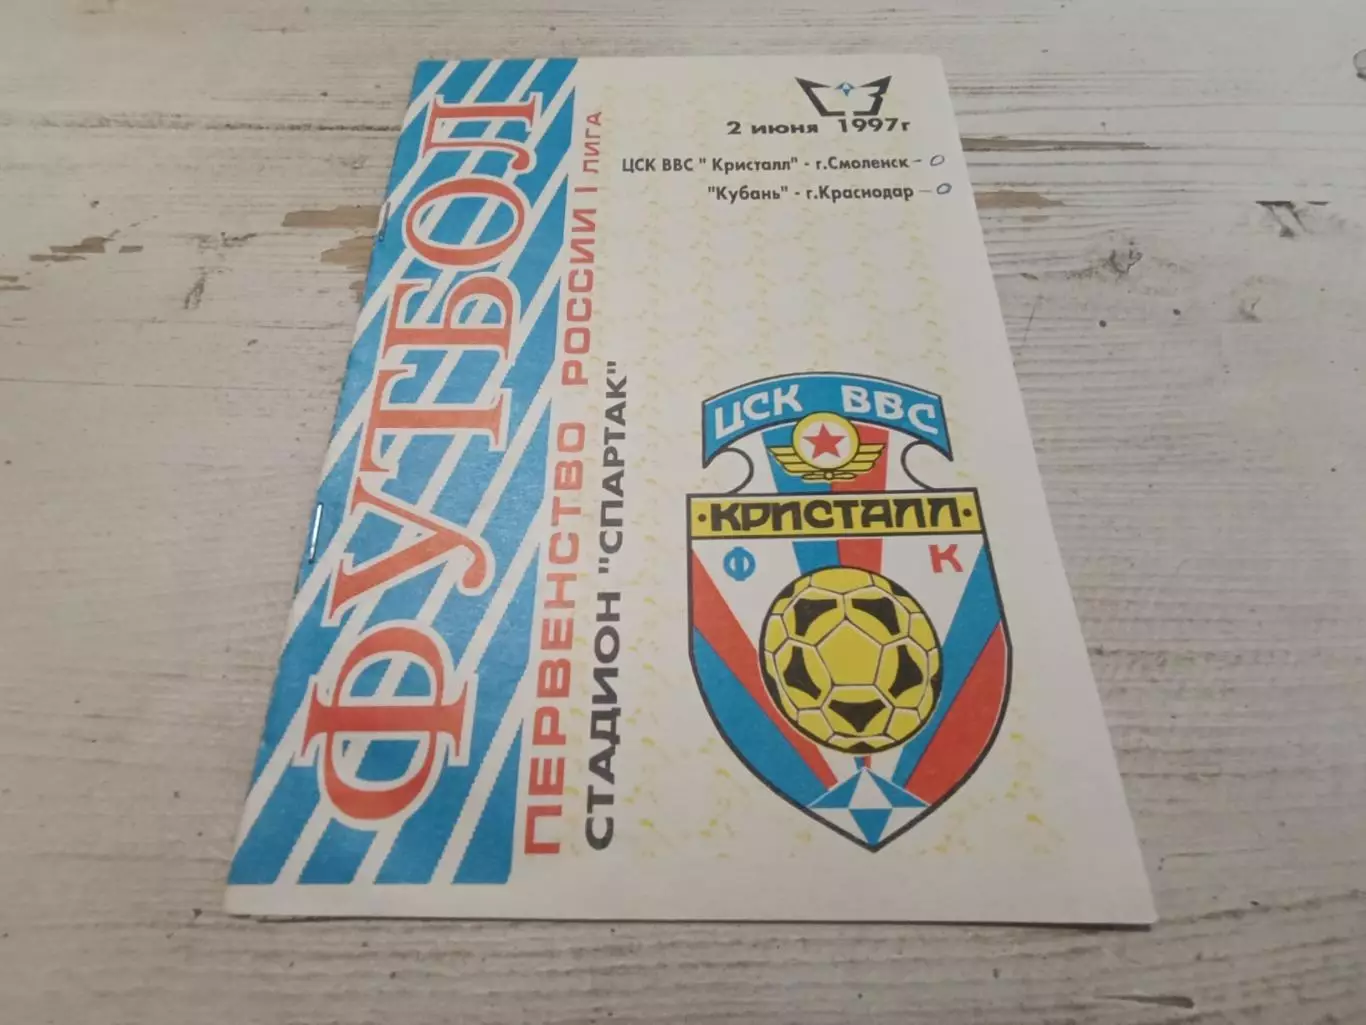 ФУТБОЛ
ПЕРВЕНСТВО РОССИИ I ЛИГА
СТАДИОН "СПАРТАК"
2 июня 1997г
ЦСК ВВС " Кристалл" - г.Смоленск - 0
"Кубань" - г.Краснодар - 0
ЦСК ВВС
·КРИСТАЛЛ·
Ф К